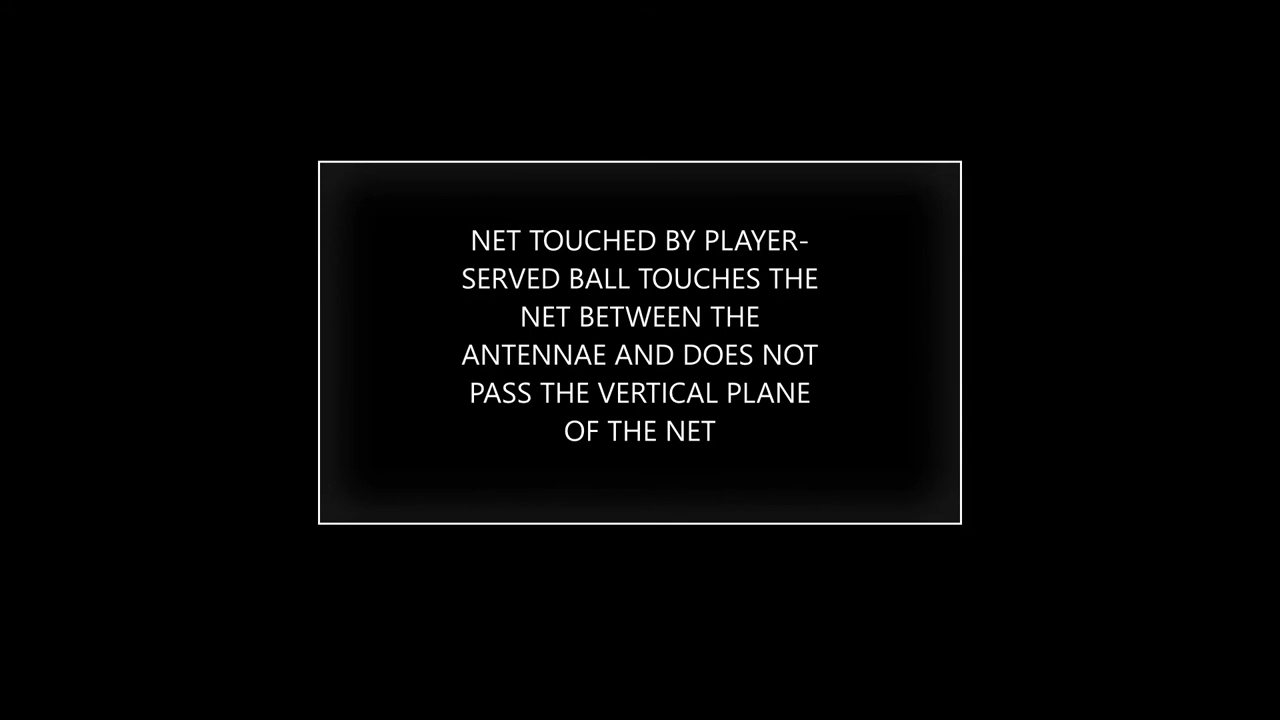 NET TOUCHED BY PLAYER-
SERVED BALL TOUCHES THE
NET BETWEEN THE
ANTENNAE AND DOES NOT
PASS THE VERTICAL PLANE
OF THE NET